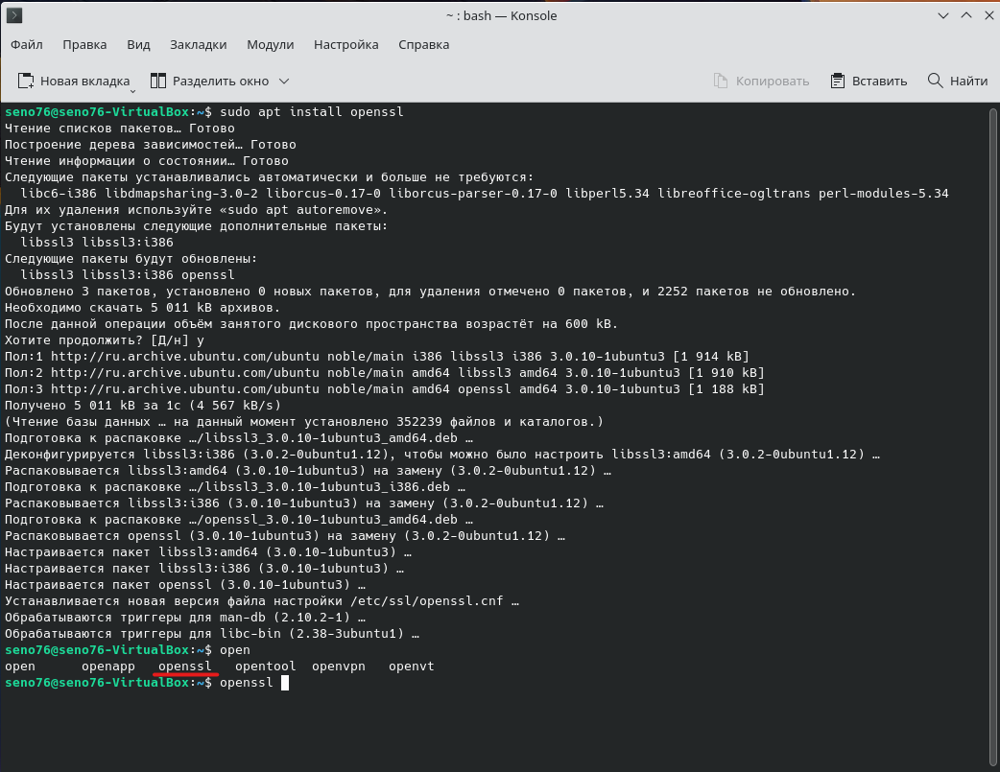 ~ : bash — Konsole
Файл Правка Вид Закладки Модули Настройка Справка
Новая вкладка Разделить окно Копировать Вставить Найти
seno76@seno76-VirtualBox:~$ sudo apt install openssl
Чтение списков пакетов… Готово
Построение дерева зависимостей… Готово
Чтение информации о состоянии… Готово
Следующие пакеты устанавливались автоматически и больше не требуются:
  libc6-i386 libdmapsharing-3.0-2 liborcus-0.17-0 liborcus-parser-0.17-0 libperl5.34 libreoffice-ogltrans perl-modules-5.34
Для их удаления используйте «sudo apt autoremove».
Будут установлены следующие дополнительные пакеты:
  libssl3 libssl3:i386
Следующие пакеты будут обновлены:
  libssl3 libssl3:i386 openssl
Обновлено 3 пакетов, установлено 0 новых пакетов, для удаления отмечено 0 пакетов, и 2252 пакетов не обновлено.
Необходимо скачать 5 011 kB архивов.
После данной операции объём занятого дискового пространства возрастёт на 600 kB.
Хотите продолжить? [Д/н] y
Пол:1 http://ru.archive.ubuntu.com/ubuntu noble/main i386 libssl3 i386 3.0.10-1ubuntu3 [1 914 kB]
Пол:2 http://ru.archive.ubuntu.com/ubuntu noble/main amd64 libssl3 amd64 3.0.10-1ubuntu3 [1 910 kB]
Пол:3 http://ru.archive.ubuntu.com/ubuntu noble/main amd64 openssl amd64 3.0.10-1ubuntu3 [1 188 kB]
Получено 5 011 kB за 1с (4 567 kB/s)
(Чтение базы данных … на данный момент установлено 352239 файлов и каталогов.)
Подготовка к распаковке …/libssl3_3.0.10-1ubuntu3_amd64.deb …
Деконфигурируется libssl3:i386 (3.0.2-0ubuntu1.12), чтобы можно было настроить libssl3:amd64 (3.0.2-0ubuntu1.12) …
Распаковывается libssl3:amd64 (3.0.10-1ubuntu3) на замену (3.0.2-0ubuntu1.12) …
Подготовка к распаковке …/libssl3_3.0.10-1ubuntu3_i386.deb …
Распаковывается libssl3:i386 (3.0.10-1ubuntu3) на замену (3.0.2-0ubuntu1.12) …
Подготовка к распаковке …/openssl_3.0.10-1ubuntu3_amd64.deb …
Распаковывается openssl (3.0.10-1ubuntu3) на замену (3.0.2-0ubuntu1.12) …
Настраивается пакет libssl3:amd64 (3.0.10-1ubuntu3) …
Настраивается пакет libssl3:i386 (3.0.10-1ubuntu3) …
Настраивается пакет openssl (3.0.10-1ubuntu3) …
Устанавливается новая версия файла настройки /etc/ssl/openssl.cnf …
Обрабатываются триггеры для man-db (2.10.2-1) …
Обрабатываются триггеры для libc-bin (2.38-3ubuntu1) …
seno76@seno76-VirtualBox:~$ open
open openapp openssl opentool openvpn openvt
seno76@seno76-VirtualBox:~$ openssl